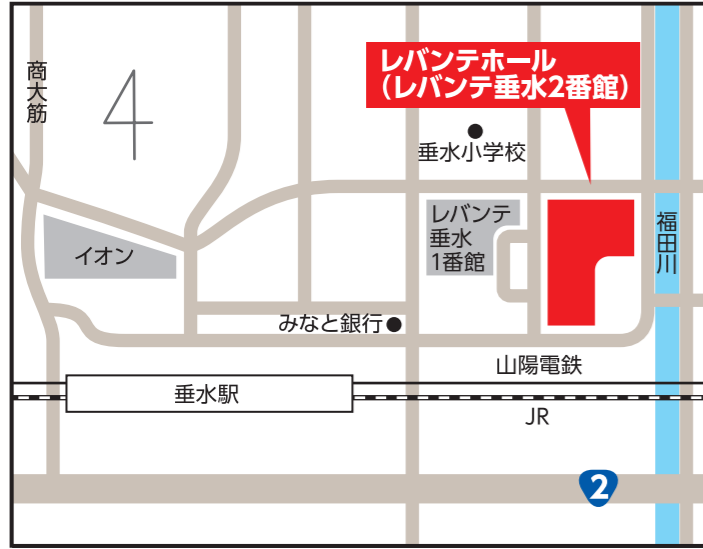 商大筋
レバンテホール
（レバンテ垂水2番館）
垂水小学校
レバンテ
垂水
1番館
福田川
イオン
みなと銀行
山陽電鉄
垂水駅
JR
2